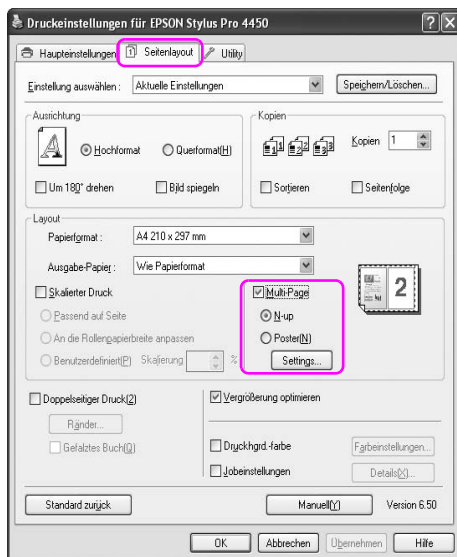 Druckeinstellungen für EPSON Stylus Pro 4450
Haupteinstellungen 1 Seitenlayout Utility
Einstellung auswählen : Aktuelle Einstellungen Speichern/Löschen...
Ausrichtung
A Hochformat Querformat(H)
Um 180° drehen Bild spiegeln
Kopien
Kopien 1
Sortieren Seitenfolge
Layout
Papierformat : A4 210 x 297 mm
Ausgabe-Papier : Wie Papierformat
Skalierter Druck
Passend auf Seite
An die Rollenpapierbreite anpassen
Benutzerdefiniert(P) Skalierung %
Multi-Page
N-up
Poster(N)
Settings...
2
Doppelseitiger Druck(2)
Ränder...
Gefalztes Buch(Q)
Vergrößerung optimieren
Druckhgrd.-farbe Farbeinstellungen...
Jobeinstellungen Details(X)...
Standard zurück Manuell(Y) Version 6.50
OK Abbrechen Übernehmen Hilfe